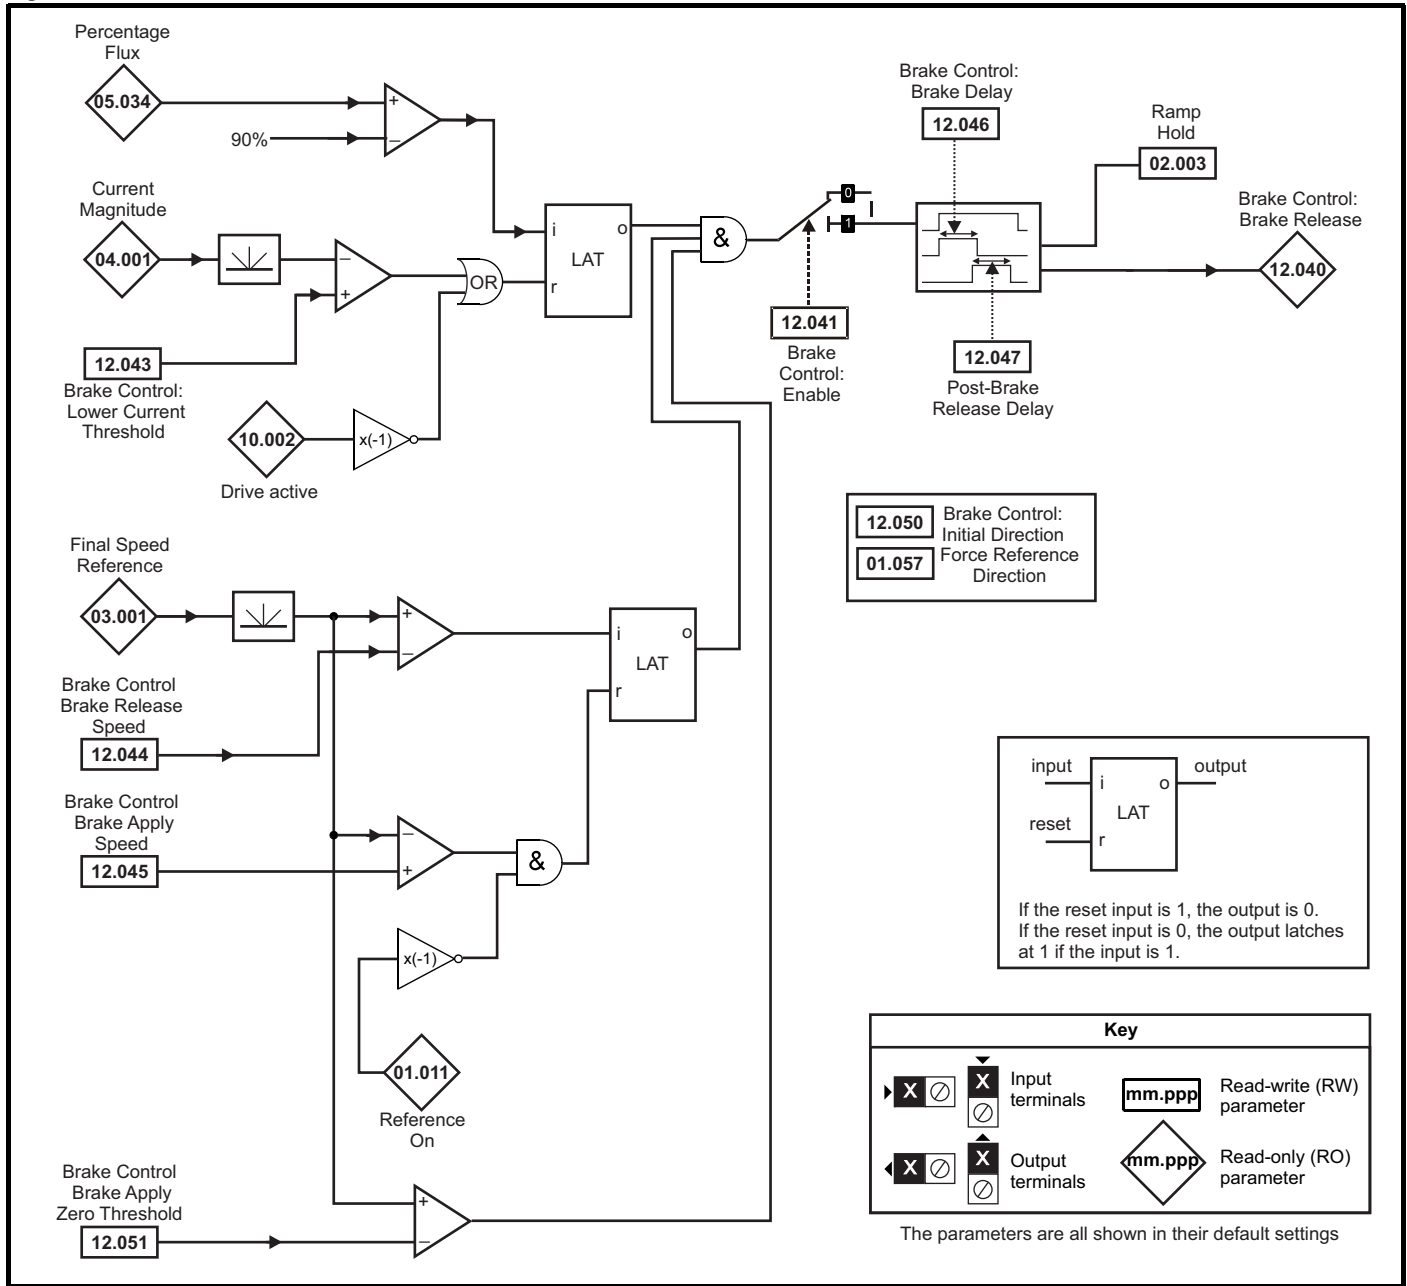 Percentage
Flux
05.034
+
90%
–
Current
Magnitude
04.001
–
+
OR
12.043
Brake Control:
Lower Current
Threshold
10.002
x(-1)
Drive active
i
o
LAT
r
&
0
1
12.041
Brake
Control:
Enable
Brake Control:
Brake Delay
12.046
12.047
Post-Brake
Release Delay
Ramp
Hold
02.003
Brake Control:
Brake Release
12.040
12.050
Brake Control:
Initial Direction
01.057
Force Reference
Direction
Final Speed
Reference
03.001
+
–
Brake Control
Brake Release
Speed
12.044
i
o
LAT
r
Brake Control
Brake Apply
Speed
12.045
–
+
&
x(-1)
01.011
Reference
On
Brake Control
Brake Apply
Zero Threshold
12.051
+
–
input
output
i
o
LAT
reset
r
If the reset input is 1, the output is 0.
If the reset input is 0, the output latches
at 1 if the input is 1.
Key
X
X
Input
terminals
mm.ppp
Read-write (RW)
parameter
X
X
Output
terminals
mm.ppp
Read-only (RO)
parameter
The parameters are all shown in their default settings